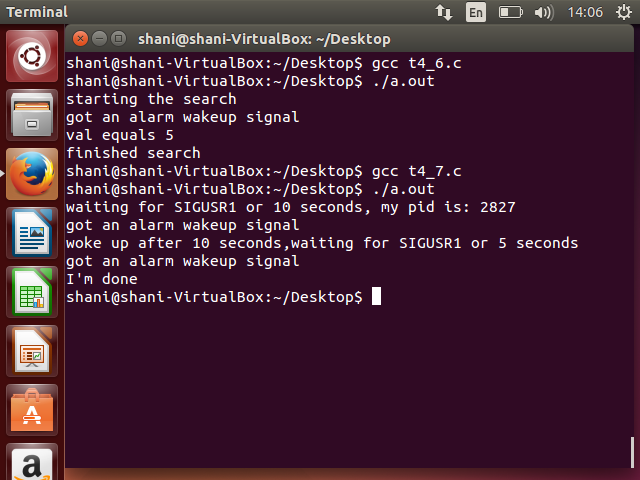 Terminal
En
14:06
shani@shani-VirtualBox: ~/Desktop
shani@shani-VirtualBox:~/Desktop$ gcc t4_6.c
shani@shani-VirtualBox:~/Desktop$ ./a.out
starting the search
got an alarm wakeup signal
val equals 5
finished search
shani@shani-VirtualBox:~/Desktop$ gcc t4_7.c
shani@shani-VirtualBox:~/Desktop$ ./a.out
waiting for SIGUSR1 or 10 seconds, my pid is: 2827
got an alarm wakeup signal
woke up after 10 seconds,waiting for SIGUSR1 or 5 seconds
got an alarm wakeup signal
I'm done
shani@shani-VirtualBox:~/Desktop$
A
a